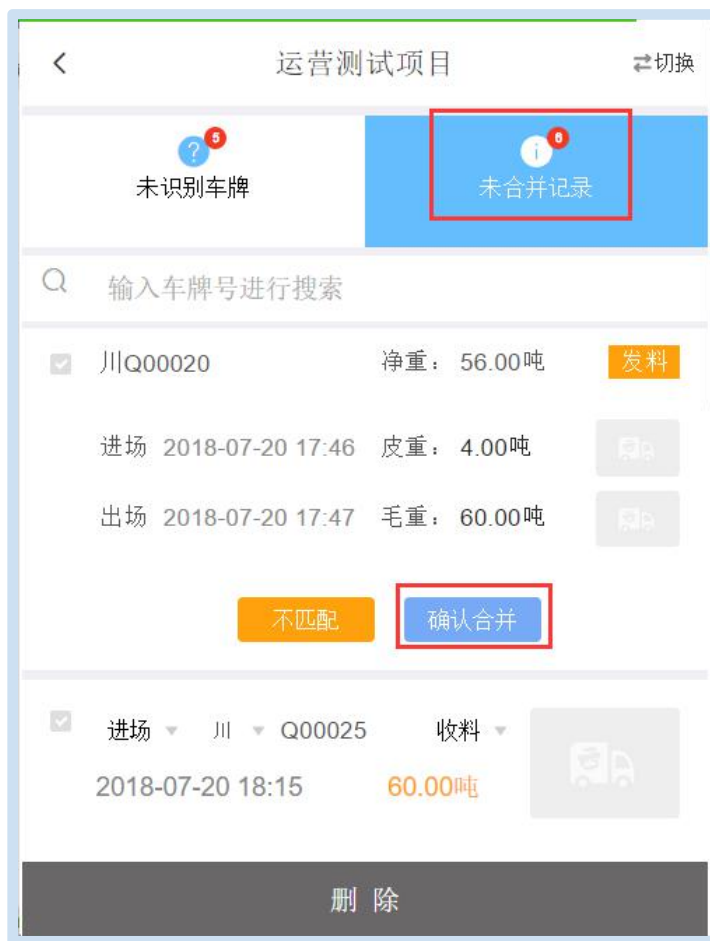 运营测试项目 切换
5 6
未识别车牌 未合并记录
输入车牌号进行搜索
川Q00020 净重： 56.00吨 发料
进场 2018-07-20 17:46 皮重： 4.00吨
出场 2018-07-20 17:47 毛重： 60.00吨
不匹配 确认合并
进场 川 Q00025 收料
2018-07-20 18:15 60.00吨
删 除